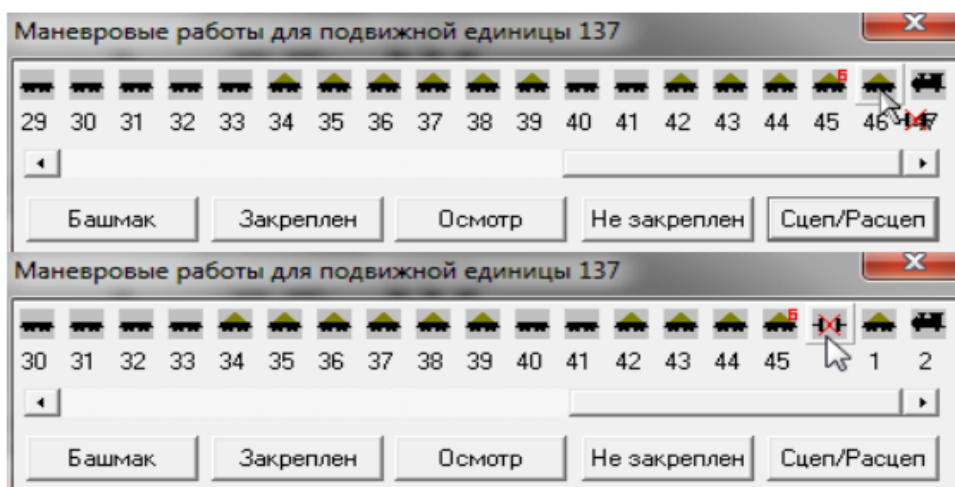 Маневровые работы для подвижной единицы 137
Б
29 30 31 32 33 34 35 36 37 38 39 40 41 42 43 44 45 46
Башмак Закреплен Осмотр Не закреплен Сцеп/Расцеп
Маневровые работы для подвижной единицы 137
Б
30 31 32 33 34 35 36 37 38 39 40 41 42 43 44 45 1 2
Башмак Закреплен Осмотр Не закреплен Сцеп/Расцеп